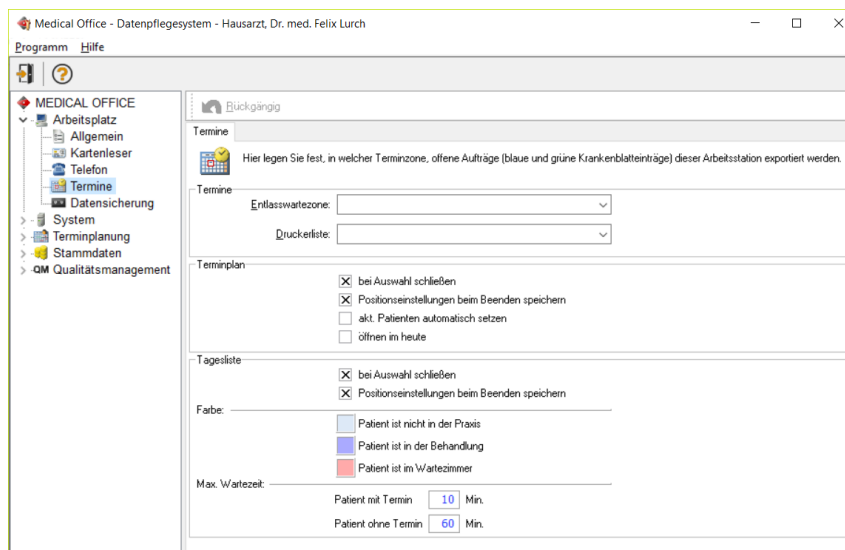 Medical Office - Datenpflegesystem - Hausarzt, Dr. med. Felix Lurch
Programm Hilfe
MEDICAL OFFICE
Arbeitsplatz
Allgemein
Kartenleser
Telefon
Termine
Datensicherung
System
Terminplanung
Stammdaten
QM Qualitätsmanagement
Rückgängig
Termine
Hier legen Sie fest, in welcher Terminzone, offene Aufträge (blaue und grüne Krankenblatteinträge) dieser Arbeitsstation exportiert werden.
Termine
Entlasswartezone:
Druckerliste:
Terminplan
bei Auswahl schließen
Positionseinstellungen beim Beenden speichern
akt. Patienten automatisch setzen
öffnen im heute
Tagesliste
bei Auswahl schließen
Positionseinstellungen beim Beenden speichern
Farbe:
Patient ist nicht in der Praxis
Patient ist in der Behandlung
Patient ist im Wartezimmer
Max. Wartezeit:
Patient mit Termin 10 Min.
Patient ohne Termin 60 Min.